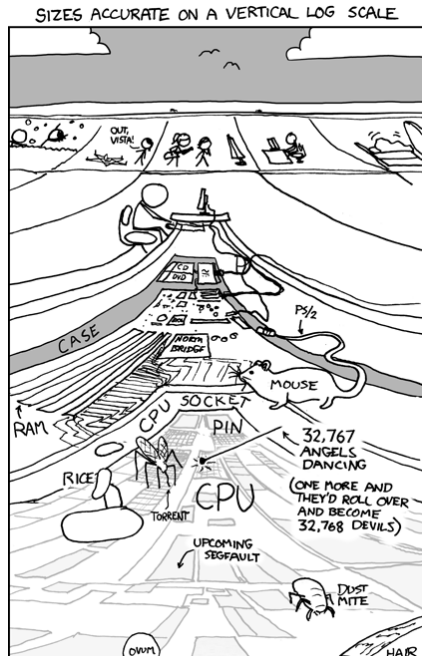 SIZES ACCURATE ON A VERTICAL LOG SCALE
OUT,
VISTA!
CD
DVD
PS/2
CASE
NORTH
BRIDGE
MOUSE
RAM
CPU SOCKET
PIN
32,767
ANGELS
DANCING
(ONE MORE AND
THEY'D ROLL OVER
AND BECOME
32,768 DEVILS)
RICE
CPU
TORRENT
UPCOMING
SEGFAULT
DUST
MITE
OVUM
HAIR